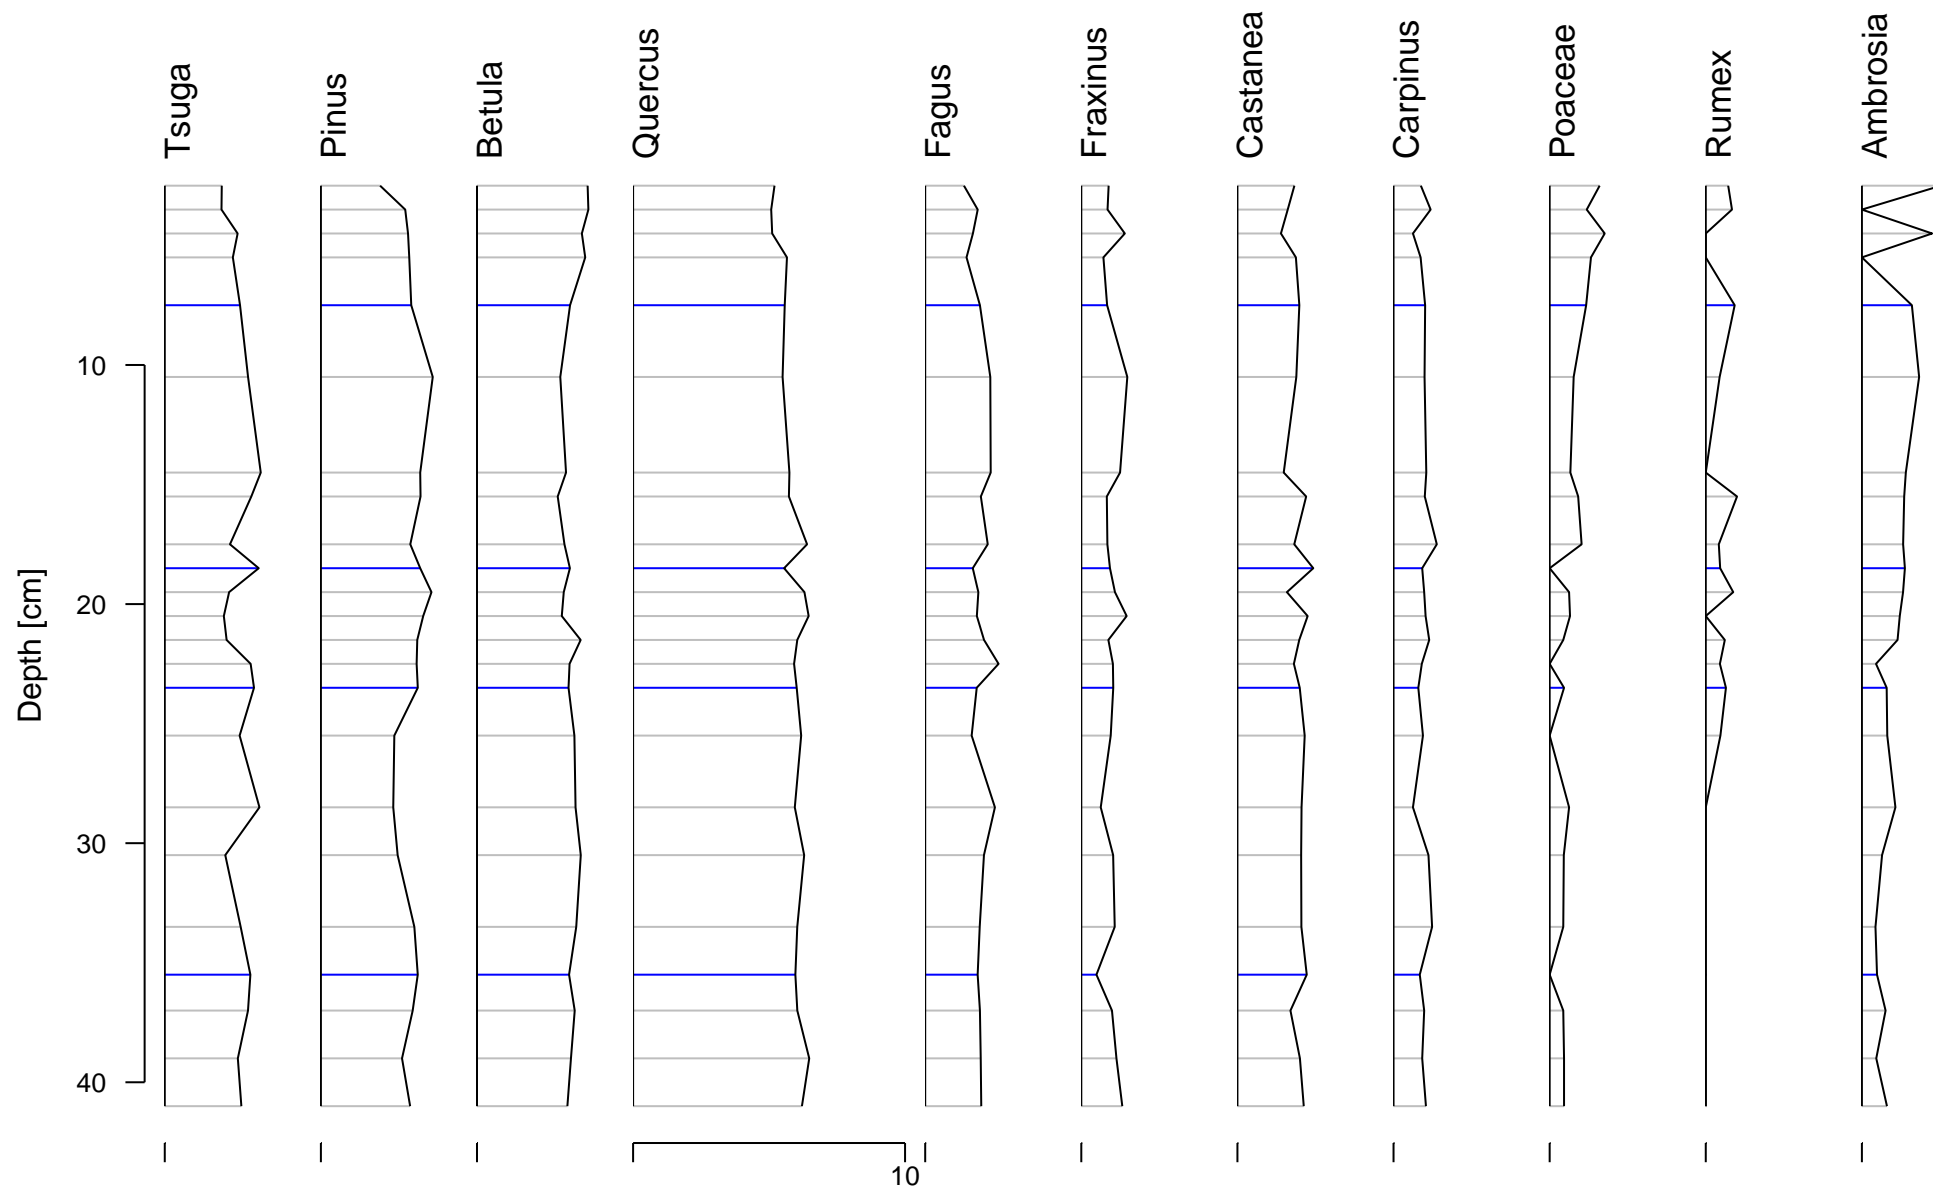 Tsuga
Pinus
Betula
Quercus
Fagus
Fraxinus
Castanea
Carpinus
Poaceae
Rumex
Ambrosia
Depth [cm]
10
20
30
40
10